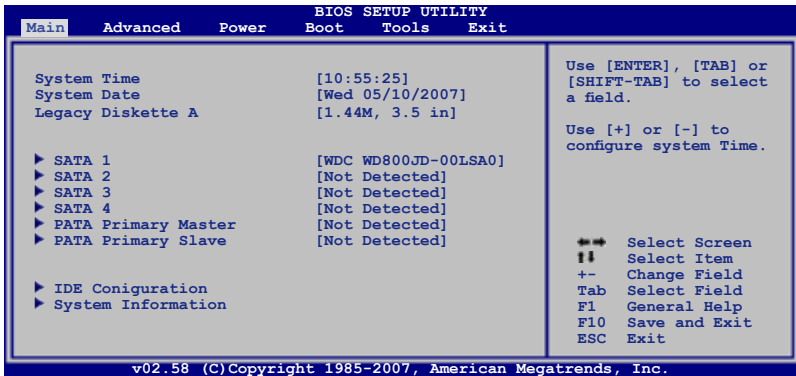 BIOS SETUP UTILITY
Main Advanced Power Boot Tools Exit
System Time [10:55:25]
System Date [Wed 05/10/2007]
Legacy Diskette A [1.44M, 3.5 in]
SATA 1 [WDC WD800JD-00LSA0]
SATA 2 [Not Detected]
SATA 3 [Not Detected]
SATA 4 [Not Detected]
PATA Primary Master [Not Detected]
PATA Primary Slave [Not Detected]
IDE Coniguration
System Information
Use [ENTER], [TAB] or
[SHIFT-TAB] to select
a field.
Use [+] or [-] to
configure system Time.
Select Screen
Select Item
+- Change Field
Tab Select Field
F1 General Help
F10 Save and Exit
ESC Exit
v02.58 (C)Copyright 1985-2007, American Megatrends, Inc.